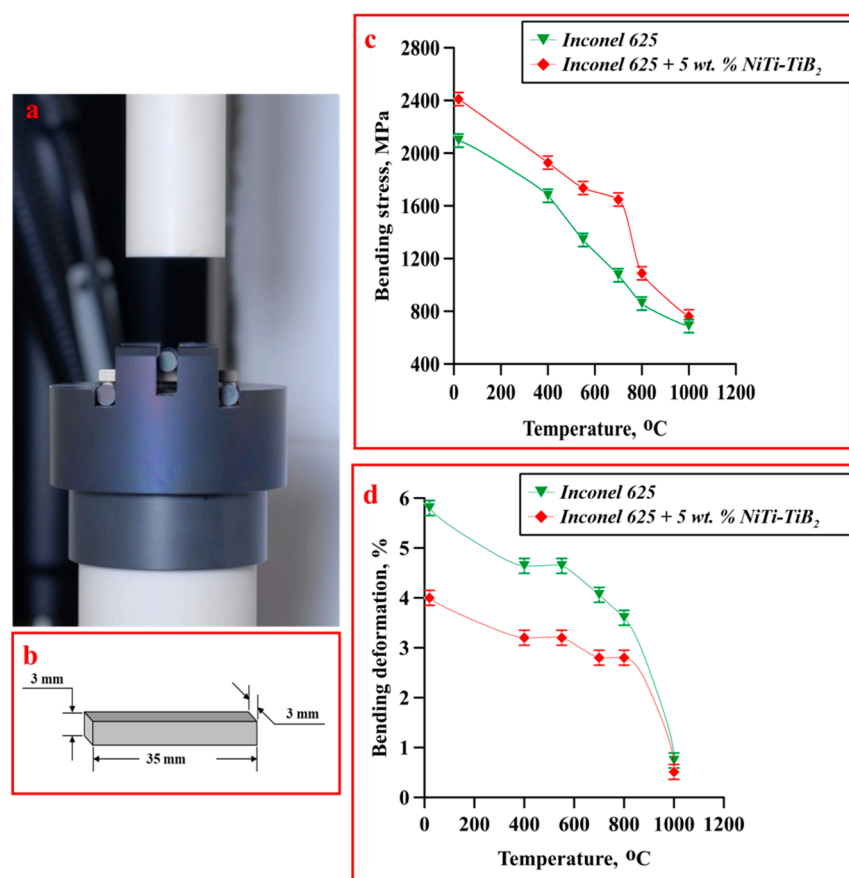 a
b
3 mm
3 mm
35 mm
c
Inconel 625
Inconel 625 + 5 wt. % NiTi-TiB₂
Bending stress, MPa
2800
2400
2000
1600
1200
800
400
0 200 400 600 800 1000 1200
Temperature, ⁰C
d
Inconel 625
Inconel 625 + 5 wt. % NiTi-TiB₂
Bending deformation, %
6
5
4
3
2
1
0
0 200 400 600 800 1000 1200
Temperature, ⁰C